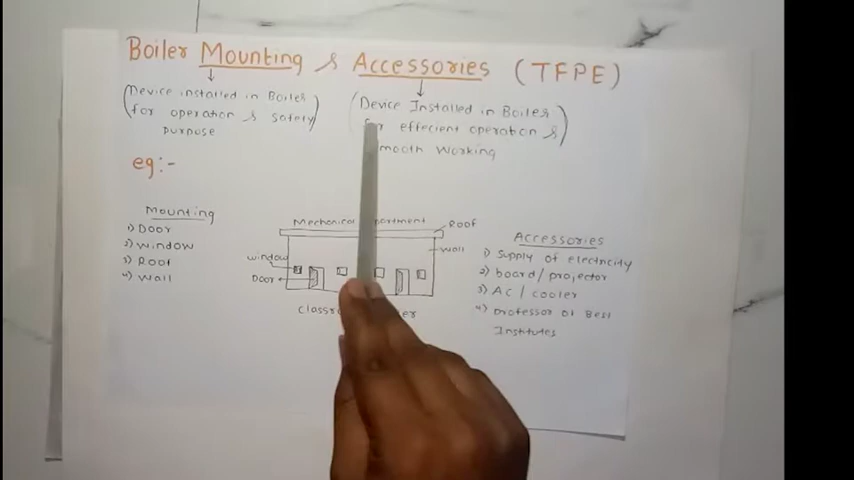 Boiler Mounting & Accessories (TFPE)
(Device installed in Boiler
for operation & safety)
purpose
(Device Installed in Boiler
effecient operation &)
mooth working
eg:-
Mounting
1) Door
2) window
3) Roof
4) Wall
Mechanical
Roof
Wall
window
Door
Accessories
1) Supply of electricity
2) board/projector
3) AC / cooler
4) Professor of Best
Institutes